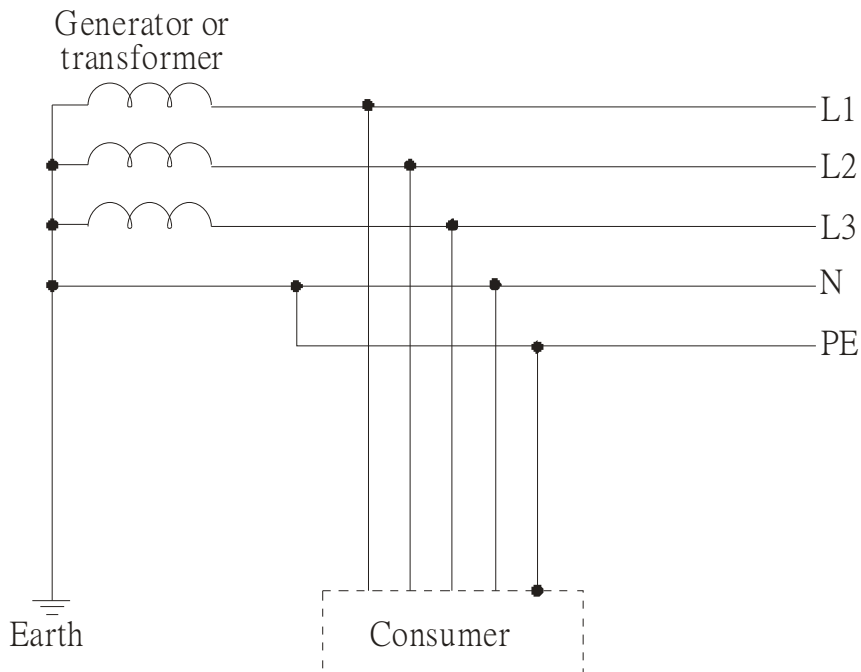 Generator or
transformer
L1
L2
L3
N
PE
Earth
Consumer